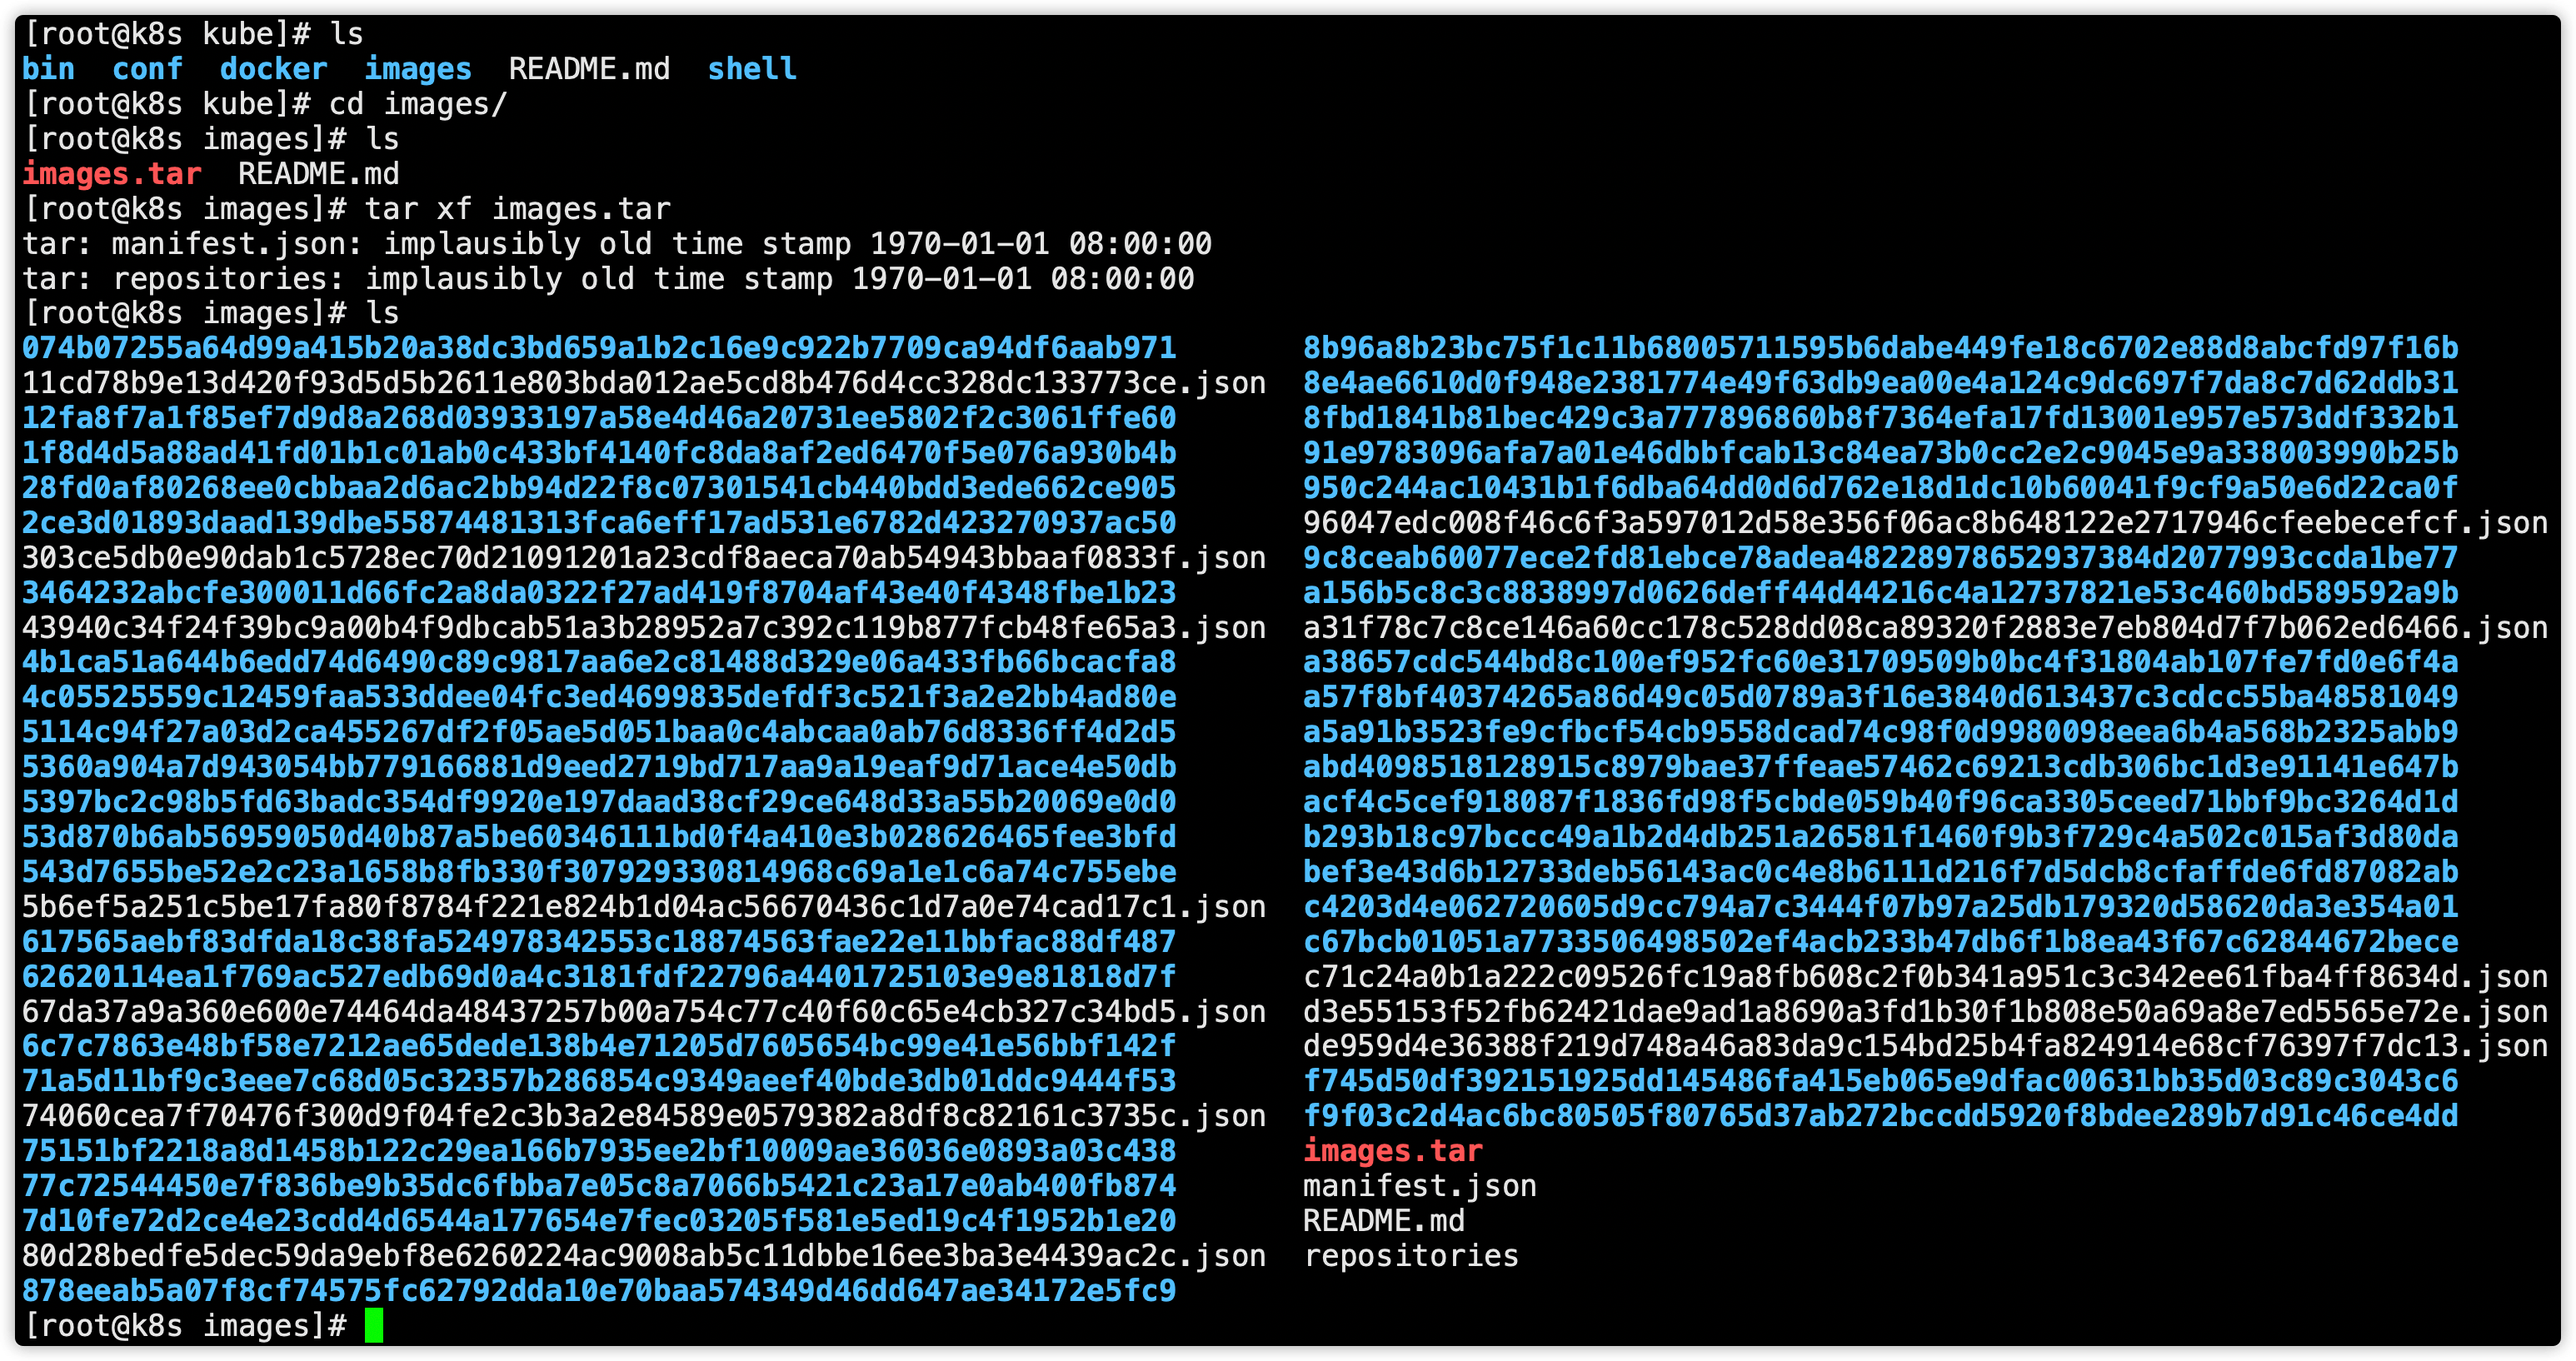 [root@k8s kube]# ls
bin  conf  docker  images  README.md  shell
[root@k8s kube]# cd images/
[root@k8s images]# ls
images.tar  README.md
[root@k8s images]# tar xf images.tar
tar: manifest.json: implausibly old time stamp 1970-01-01 08:00:00
tar: repositories: implausibly old time stamp 1970-01-01 08:00:00
[root@k8s images]# ls
074b07255a64d99a415b20a38dc3bd659a1b2c16e9c922b7709ca94df6aab971  8b96a8b23bc75f1c11b68005711595b6dabe449fe18c6702e88d8abcfd97f16b
11cd78b9e13d420f93d5d5b2611e803bda012ae5cd8b476d4cc328dc133773ce.json  8e4ae6610d0f948e2381774e49f63db9ea00e4a124c9dc697f7da8c7d62ddb31
12fa8f7a1f85ef7d9d8a268d03933197a58e4d46a20731ee5802f2c3061ffe60  8fbd1841b81bec429c3a777896860b8f7364efa17fd13001e957e573ddf332b1
1f8d4d5a88ad41fd01b1c01ab0c433bf4140fc8da8af2ed6470f5e076a930b4b  91e9783096afa7a01e46dbbfcab13c84ea73b0cc2e2c9045e9a338003990b25b
28fd0af80268ee0cbbaa2d6ac2bb94d22f8c07301541cb440bdd3ede662ce905  950c244ac10431b1f6dba64dd0d6d762e18d1dc10b60041f9cf9a50e6d22ca0f
2ce3d01893daad139dbe55874481313fca6eff17ad531e6782d423270937ac50  96047edc008f46c6f3a597012d58e356f06ac8b648122e2717946cfeebecefcf.json
303ce5db0e90dab1c5728ec70d21091201a23cdf8aeca70ab54943bbaaf0833f.json  9c8ceab60077ece2fd81ebce78adea48228978652937384d2077993ccda1be77
3464232abcfe300011d66fc2a8da0322f27ad419f8704af43e40f4348fbe1b23  a156b5c8c3c8838997d0626deff44d44216c4a12737821e53c460bd589592a9b
43940c34f24f39bc9a00b4f9dbcab51a3b28952a7c392c119b877fcb48fe65a3.json  a31f78c7c8ce146a60cc178c528dd08ca89320f2883e7eb804d7f7b062ed6466.json
4b1ca51a644b6edd74d6490c89c9817aa6e2c81488d329e06a433fb66bcacfa8  a38657cdc544bd8c100ef952fc60e31709509b0bc4f31804ab107fe7fd0e6f4a
4c05525559c12459faa533ddee04fc3ed4699835defdf3c521f3a2e2bb4ad80e  a57f8bf40374265a86d49c05d0789a3f16e3840d613437c3cdcc55ba48581049
5114c94f27a03d2ca455267df2f05ae5d051baa0c4abcaa0ab76d8336ff4d2d5  a5a91b3523fe9cfbcf54cb9558dcad74c98f0d9980098eea6b4a568b2325abb9
5360a904a7d943054bb779166881d9eed2719bd717aa9a19eaf9d71ace4e50db  abd4098518128915c8979bae37ffeae57462c69213cdb306bc1d3e91141e647b
5397bc2c98b5fd63badc354df9920e197daad38cf29ce648d33a55b20069e0d0  acf4c5cef918087f1836fd98f5cbde059b40f96ca3305ceed71bbf9bc3264d1d
53d870b6ab56959050d40b87a5be60346111bd0f4a410e3b028626465fee3bfd  b293b18c97bccc49a1b2d4db251a26581f1460f9b3f729c4a502c015af3d80da
543d7655be52e2c23a1658b8fb330f307929330814968c69a1e1c6a74c755ebe  bef3e43d6b12733deb56143ac0c4e8b6111d216f7d5dcb8cfaffde6fd87082ab
5b6ef5a251c5be17fa80f8784f221e824b1d04ac56670436c1d7a0e74cad17c1.json  c4203d4e062720605d9cc794a7c3444f07b97a25db179320d58620da3e354a01
617565aebf83dfda18c38fa524978342553c18874563fae22e11bbfac88df487  c67bcb01051a7733506498502ef4acb233b47db6f1b8ea43f67c62844672bece
62620114ea1f769ac527edb69d0a4c3181fdf22796a4401725103e9e81818d7f  c71c24a0b1a222c09526fc19a8fb608c2f0b341a951c3c342ee61fba4ff8634d.json
67da37a9a360e600e74464da48437257b00a754c77c40f60c65e4cb327c34bd5.json  d3e55153f52fb62421dae9ad1a8690a3fd1b30f1b808e50a69a8e7ed5565e72e.json
6c7c7863e48bf58e7212ae65dede138b4e71205d7605654bc99e41e56bbf142f  de959d4e36388f219d748a46a83da9c154bd25b4fa824914e68cf76397f7dc13.json
71a5d11bf9c3eee7c68d05c32357b286854c9349aeef40bde3db01ddc9444f53  f745d50df392151925dd145486fa415eb065e9dfac00631bb35d03c89c3043c6
74060cea7f70476f300d9f04fe2c3b3a2e84589e0579382a8df8c82161c3735c.json  f9f03c2d4ac6bc80505f80765d37ab272bccdd5920f8bdee289b7d91c46ce4dd
75151bf2218a8d1458b122c29ea166b7935ee2bf10009ae36036e0893a03c438  images.tar
77c72544450e7f836be9b35dc6fbba7e05c8a7066b5421c23a17e0ab400fb874  manifest.json
7d10fe72d2ce4e23cdd4d6544a177654e7fec03205f581e5ed19c4f1952b1e20  README.md
80d28bedfe5dec59da9ebf8e6260224ac9008ab5c11dbbe16ee3ba3e4439ac2c.json  repositories
878eeab5a07f8cf74575fc62792dda10e70baa574349d46dd647ae34172e5fc9
[root@k8s images]#